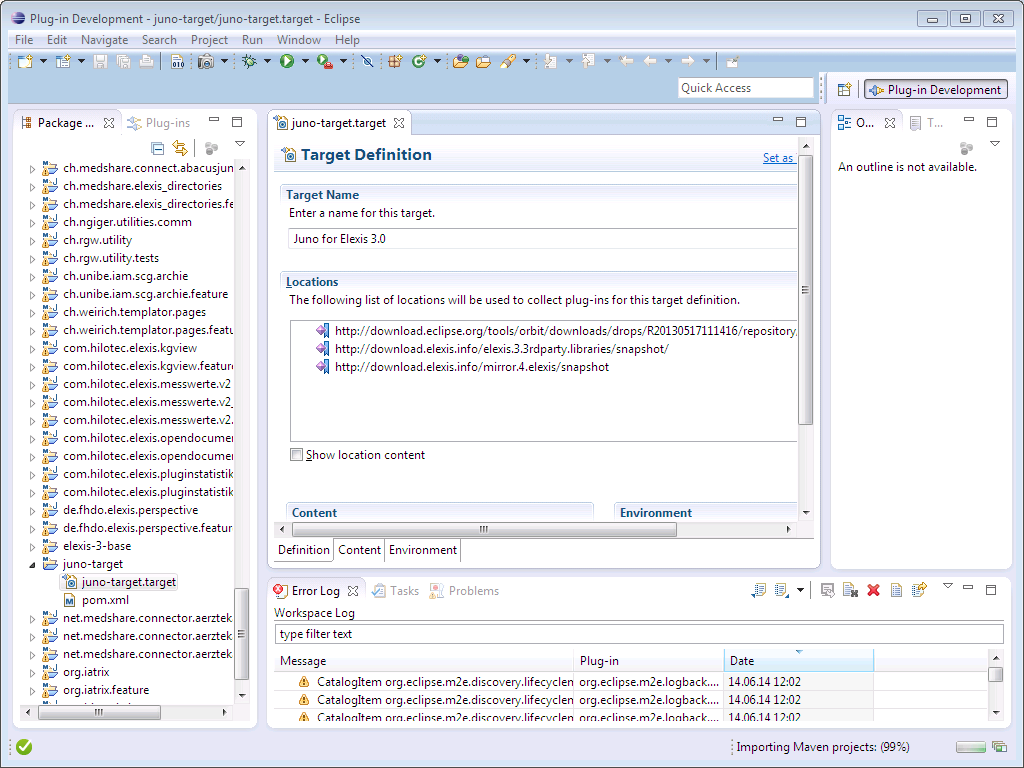 Plug-in Development - juno-target/juno-target.target - Eclipse
File Edit Navigate Search Project Run Window Help
Quick Access
Plug-in Development
Package ...
Plug-ins
ch.medshare.connect.abacusjun
ch.medshare.elexis_directories
ch.medshare.elexis_directories.fe
ch.ngiger.utilities.comm
ch.rgw.utility
ch.rgw.utility.tests
ch.unibe.iam.scg.archie
ch.unibe.iam.scg.archie.feature
ch.weirich.templator.pages
ch.weirich.templator.pages.featu
com.hilotec.elexis.kgview
com.hilotec.elexis.kgview.feature
com.hilotec.elexis.messwerte.v2
com.hilotec.elexis.messwerte.v2_
com.hilotec.elexis.messwerte.v2.
com.hilotec.elexis.opendocumen
com.hilotec.elexis.opendocumen
com.hilotec.elexis.pluginstatistik
com.hilotec.elexis.pluginstatistik
de.fhdo.elexis.perspective
de.fhdo.elexis.perspective.featur
elexis-3-base
juno-target
juno-target.target
pom.xml
net.medshare.connector.aerztek
net.medshare.connector.aerztek
net.medshare.connector.aerztek
org.iatrix
org.iatrix.feature
juno-target.target
Target Definition
Set as
Target Name
Enter a name for this target.
Juno for Elexis 3.0
Locations
The following list of locations will be used to collect plug-ins for this target definition.
http://download.eclipse.org/tools/orbit/downloads/drops/R20130517111416/repository
http://download.elexis.info/elexis.3.3rdparty.libraries/snapshot/
http://download.elexis.info/mirror.4.elexis/snapshot
Show location content
Content
Environment
Definition Content Environment
O...
T...
An outline is not available.
Error Log
Tasks
Problems
Workspace Log
type filter text
Message Plug-in Date
CatalogItem org.eclipse.m2e.discovery.lifecyclen org.eclipse.m2e.logback.... 14.06.14 12:02
CatalogItem org.eclipse.m2e.discovery.lifecyclen org.eclipse.m2e.logback.... 14.06.14 12:02
CatalogItem org.eclipse.m2e.discovery.lifecyclen org.eclipse.m2e.logback.... 14.06.14 12:02
Importing Maven projects: (99%)